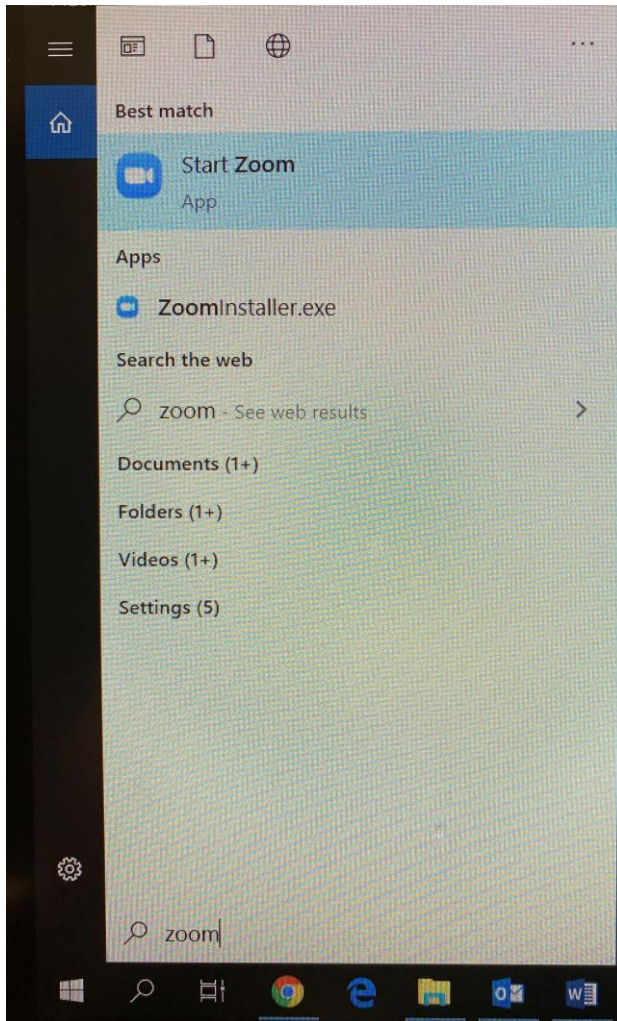 Best match
Start Zoom
App
Apps
ZoomInstaller.exe
Search the web
zoom - See web results
Documents (1+)
Folders (1+)
Videos (1+)
Settings (5)
zoom